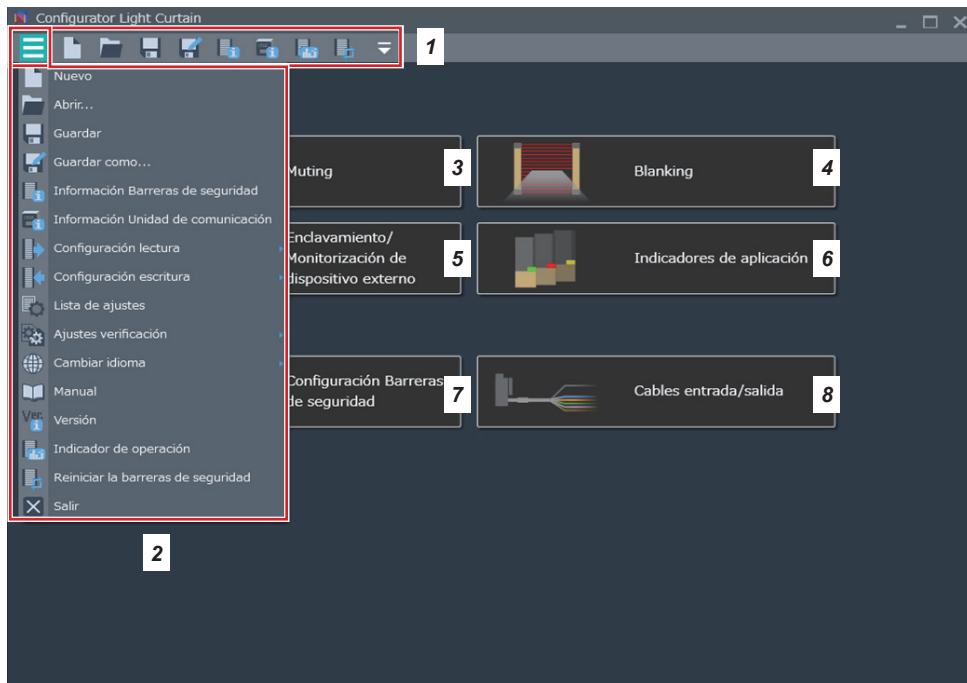 Configurator Light Curtain
1
Nuevo
Abrir...
Guardar
Guardar como...
Información Barreras de seguridad
Información Unidad de comunicación
Configuración lectura
Configuración escritura
Lista de ajustes
Ajustes verificación
Cambiar idioma
Manual
Ver.
Versión
Indicador de operación
Reiniciar la barreras de seguridad
Salir
2
Muting
3
Blanking
4
Enclavamiento/
Monitorización de
dispositivo externo
5
Indicadores de aplicación
6
Configuración Barreras
de seguridad
7
Cables entrada/salida
8